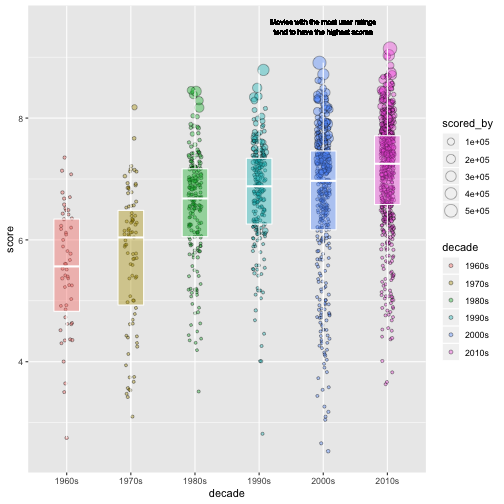 Movies with the most user ratings
tend to have the highest scores
8
6
4
score
1960s 1970s 1980s 1990s 2000s 2010s
decade
scored_by
1e+05
2e+05
3e+05
4e+05
5e+05
decade
1960s
1970s
1980s
1990s
2000s
2010s